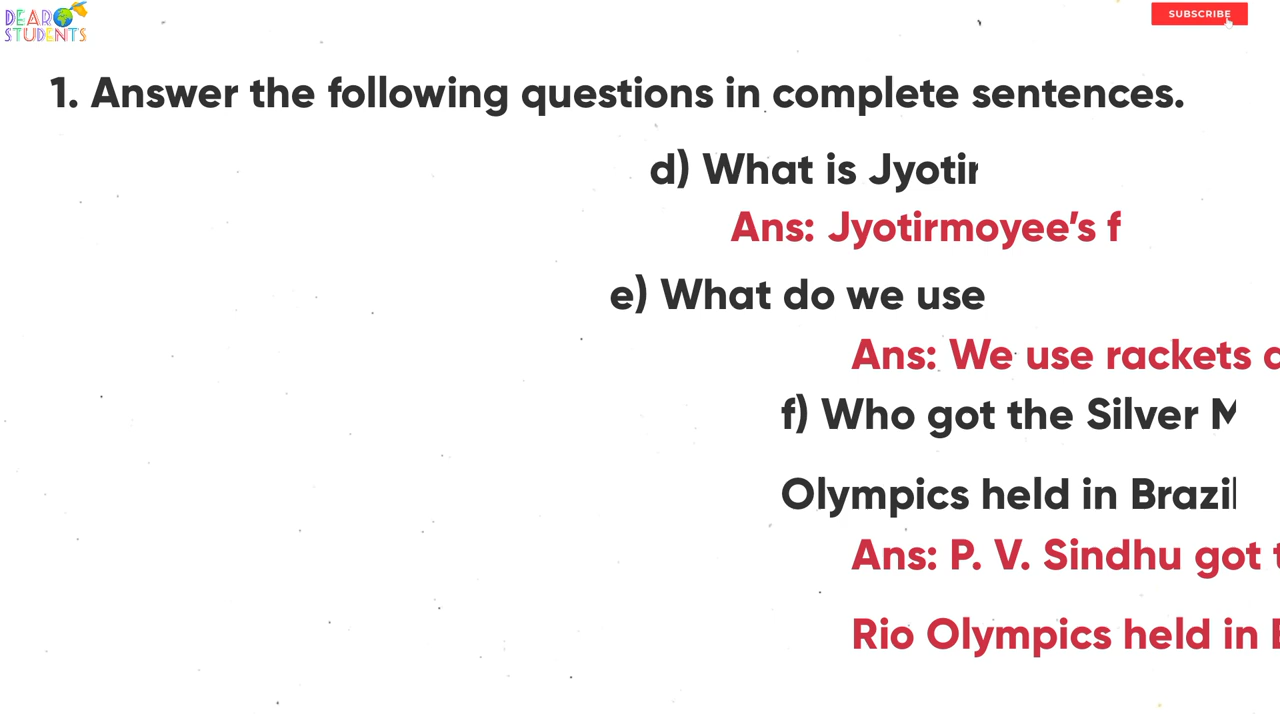 DEAR
STUDENTS
SUBSCRIBE
1. Answer the following questions in complete sentences.
d) What is Jyotir
Ans: Jyotirmoyee's f
e) What do we use
Ans: We use rackets
f) Who got the Silver M
Olympics held in Brazil
Ans: P. V. Sindhu got
Rio Olympics held in